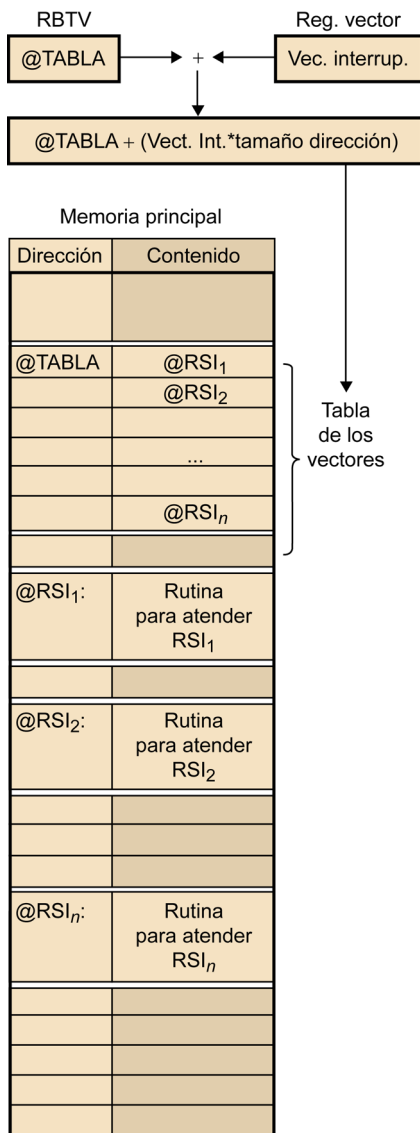 RBTV Reg. vector
@TABLA + Vec. interrup.
@TABLA + (Vect. Int.*tamaño dirección)
Memoria principal
Dirección Contenido
@TABLA @RSI1
@RSI2
...
@RSIn
Tabla
de los
vectores
@RSI1: Rutina
para atender
RSI1
@RSI2: Rutina
para atender
RSI2
@RSIn: Rutina
para atender
RSIn